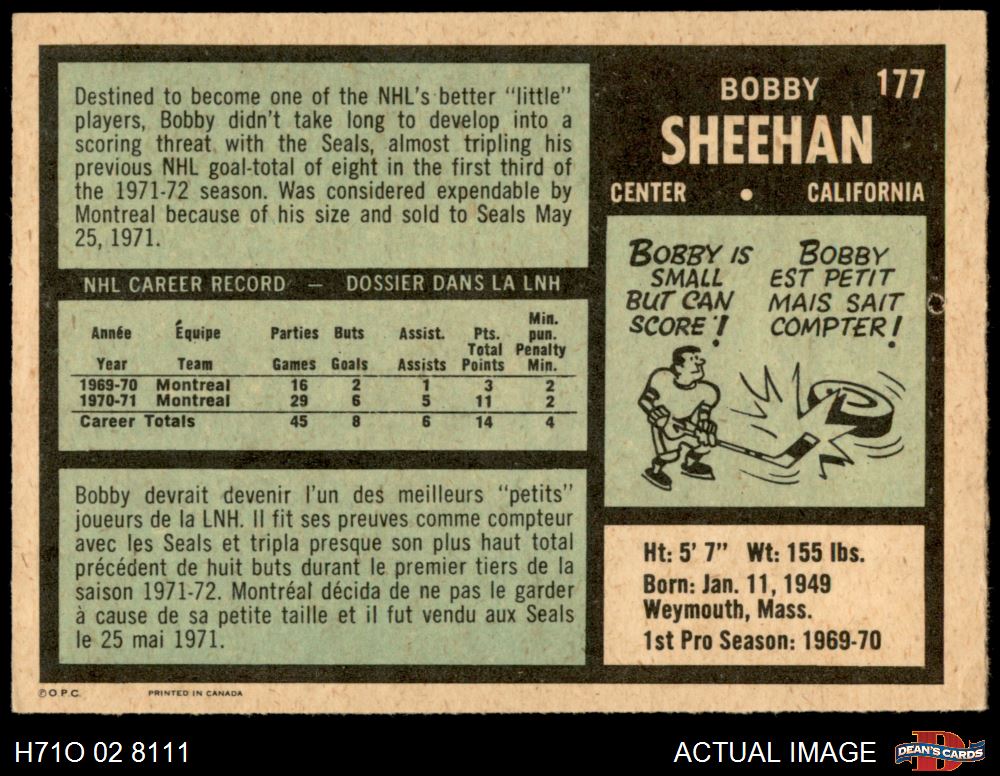 BOBBY 177
SHEEHAN
CENTER • CALIFORNIA
Destined to become one of the NHL's better "little"
players, Bobby didn't take long to develop into a
scoring threat with the Seals, almost tripling his
previous NHL goal-total of eight in the first third of
the 1971-72 season. Was considered expendable by
Montreal because of his size and sold to Seals May
25, 1971.
NHL CAREER RECORD — DOSSIER DANS LA LNH
Année Équipe Parties Buts Assist. Pts. Min. pun.
Year Team Games Goals Assists Total Points Penalty Min.
1969-70 Montreal 16 2 1 3 2
1970-71 Montreal 29 6 5 11 2
Career Totals 45 8 6 14 4
Bobby devrait devenir l'un des meilleurs "petits"
joueurs de la LNH. Il fit ses preuves comme compteur
avec les Seals et tripla presque son plus haut total
précédent de huit buts durant le premier tiers de la
saison 1971-72. Montréal décida de ne pas le garder
à cause de sa petite taille et il fut vendu aux Seals
le 25 mai 1971.
BOBBY IS
SMALL
BUT CAN
SCORE!
BOBBY
EST PETIT
MAIS SAIT
COMPTER!
Ht: 5' 7" Wt: 155 lbs.
Born: Jan. 11, 1949
Weymouth, Mass.
1st Pro Season: 1969-70
©O.P.C. PRINTED IN CANADA
H71O 02 8111 ACTUAL IMAGE DEAN'S CARDS